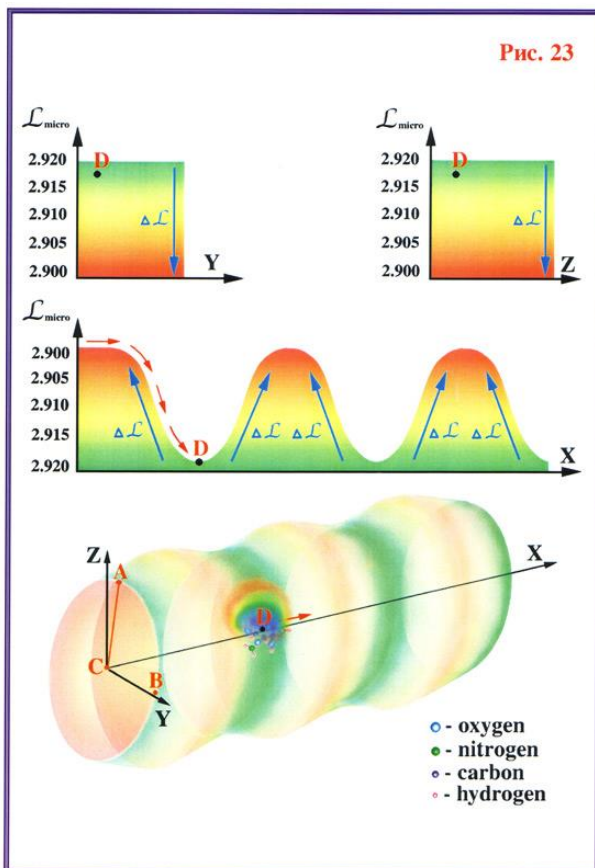 Рис. 23
ℒmicro
2.920
2.915
2.910
2.905
2.900
D
Δℒ
Y
ℒmicro
2.920
2.915
2.910
2.905
2.900
D
Δℒ
Z
ℒmicro
2.900
2.905
2.910
2.915
2.920
Δℒ
D
Δℒ
Δℒ
Δℒ
Δℒ
X
Z
A
X
D
C
B
Y
- oxygen
- nitrogen
- carbon
- hydrogen